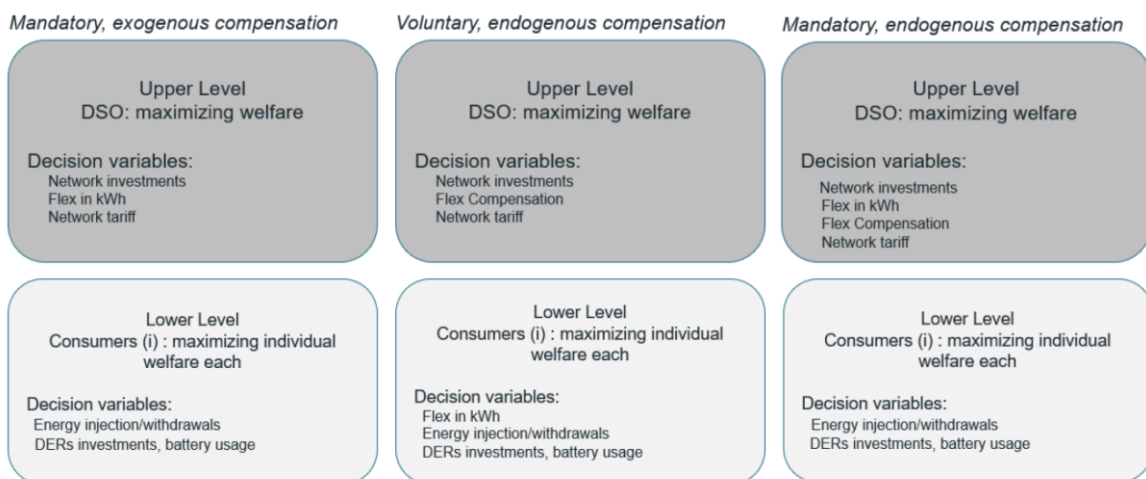 Mandatory, exogenous compensation
Upper Level
DSO: maximizing welfare
Decision variables:
Network investments
Flex in kWh
Network tariff
Lower Level
Consumers (i) : maximizing individual
welfare each
Decision variables:
Energy injection/withdrawals
DERs investments, battery usage
Voluntary, endogenous compensation
Upper Level
DSO: maximizing welfare
Decision variables:
Network investments
Flex Compensation
Network tariff
Lower Level
Consumers (i) : maximizing individual
welfare each
Decision variables:
Flex in kWh
Energy injection/withdrawals
DERs investments, battery usage
Mandatory, endogenous compensation
Upper Level
DSO: maximizing welfare
Decision variables:
Network investments
Flex in kWh
Flex Compensation
Network tariff
Lower Level
Consumers (i) : maximizing individual
welfare each
Decision variables:
Energy injection/withdrawals
DERs investments, battery usage